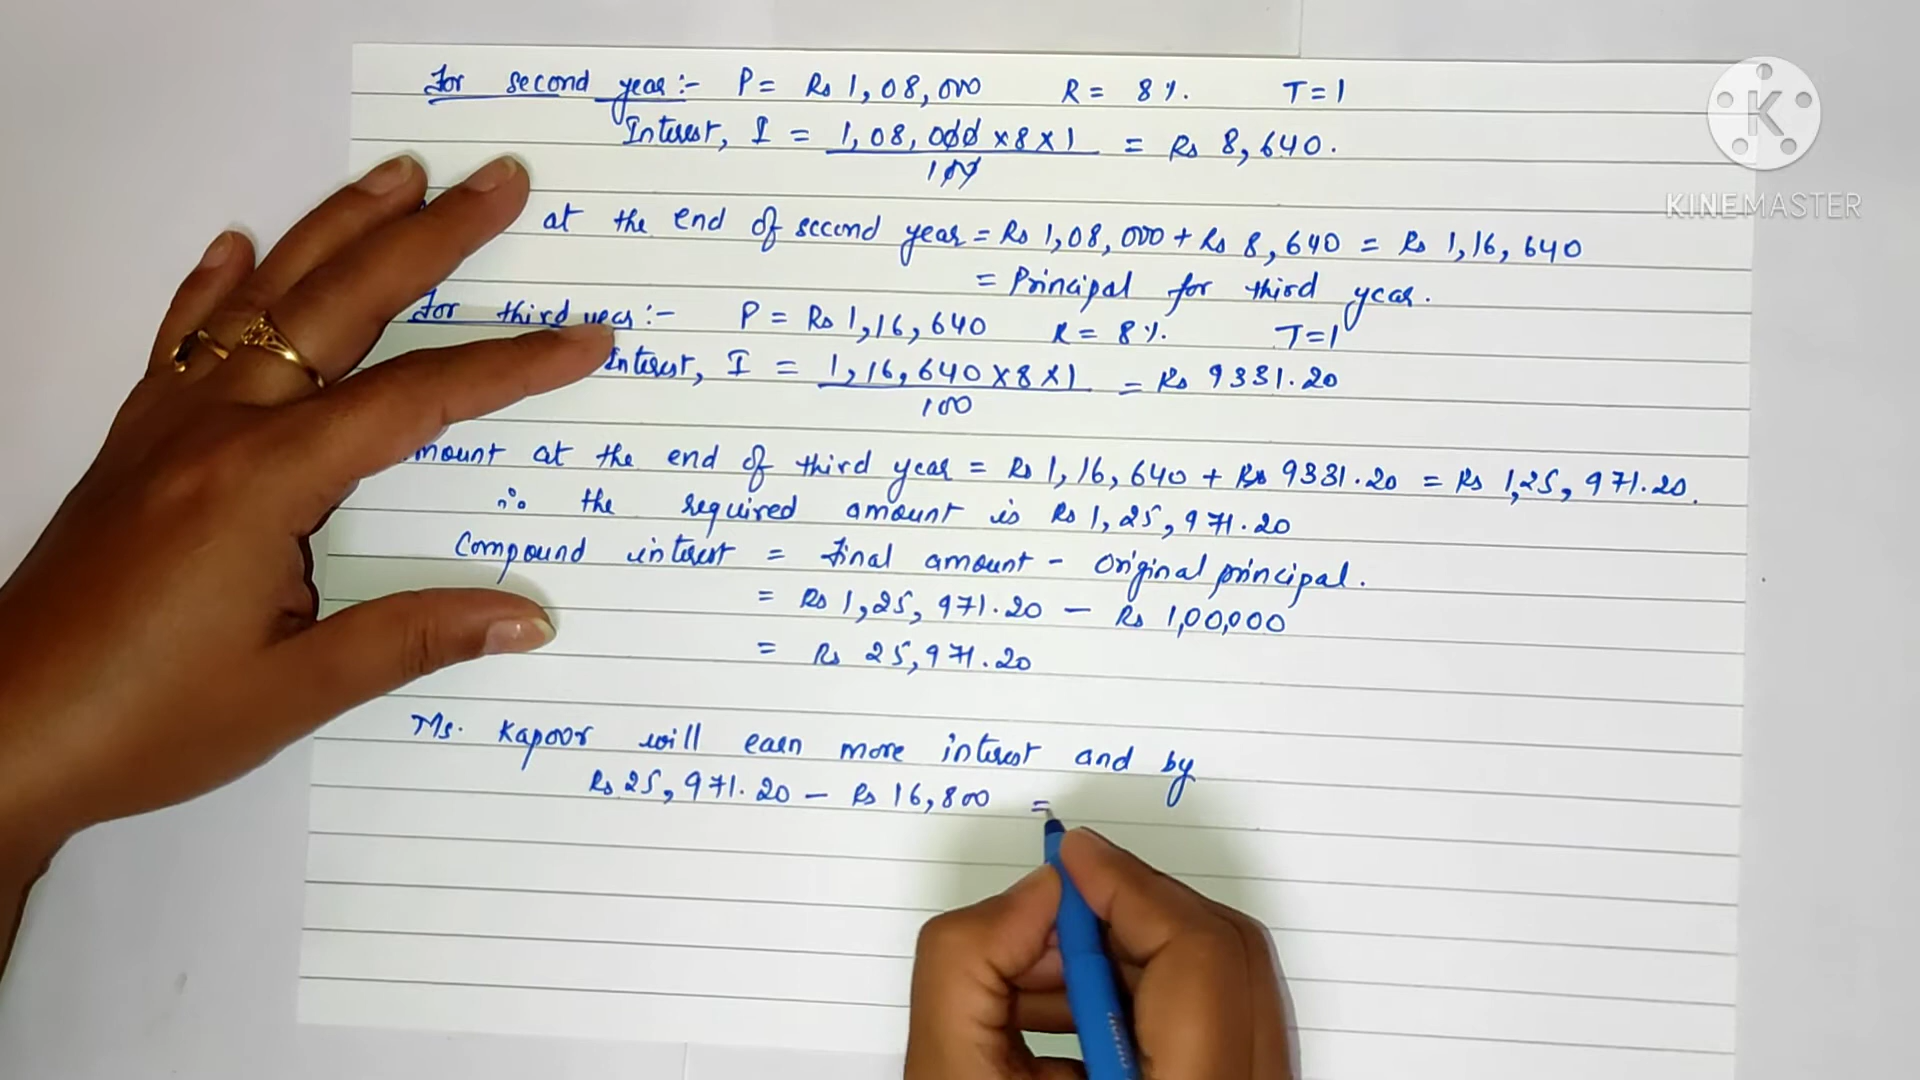 For second year:- P = Rs 1,08,000 R = 8%. T=1
Interest, I = 1,08,000 × 8 × 1 = Rs 8,640.
100
at the end of second year = Rs 1,08,000 + Rs 8,640 = Rs 1,16,640
= Principal for third year.
For third year:- P = Rs 1,16,640 R = 8%. T=1
Interest, I = 1,16,640 × 8 × 1 = Rs 9331.20
100
mount at the end of third year = Rs 1,16,640 + Rs 9331.20 = Rs 1,25,971.20.
∴ the required amount is Rs 1,25,971.20
Compound interest = Final amount - Original principal.
= Rs 1,25,971.20 - Rs 1,00,000
= Rs 25,971.20
Ms. Kapoor will earn more interest and by
Rs 25,971.20 - Rs 16,800 =
K
KINEMASTER